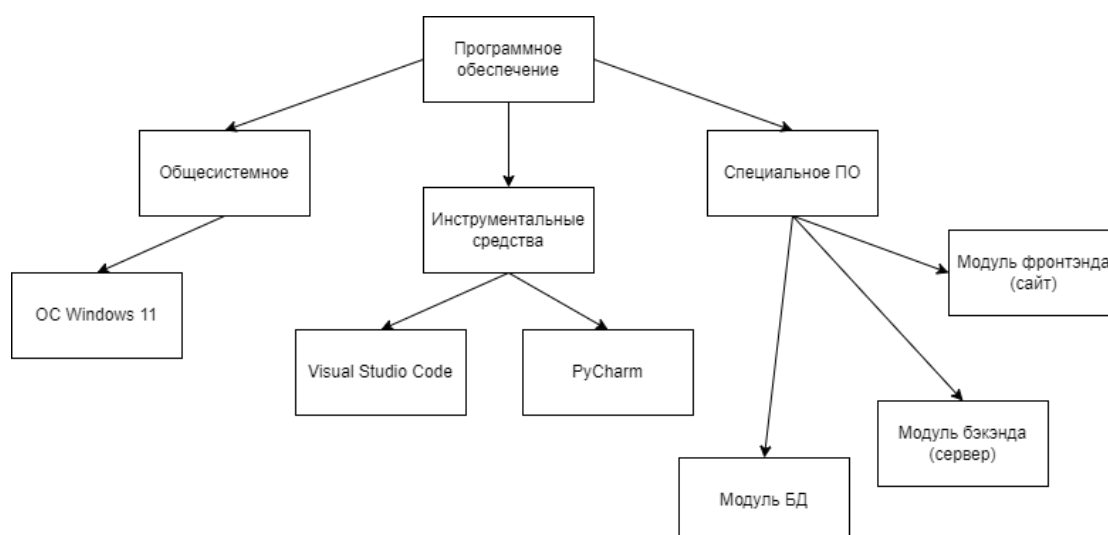 Программное
обеспечение
Общесистемное
Специальное ПО
Инструментальные
средства
Модуль фронтэнда
(сайт)
ОС Windows 11
Visual Studio Code
PyCharm
Модуль бэкэнда
(сервер)
Модуль БД